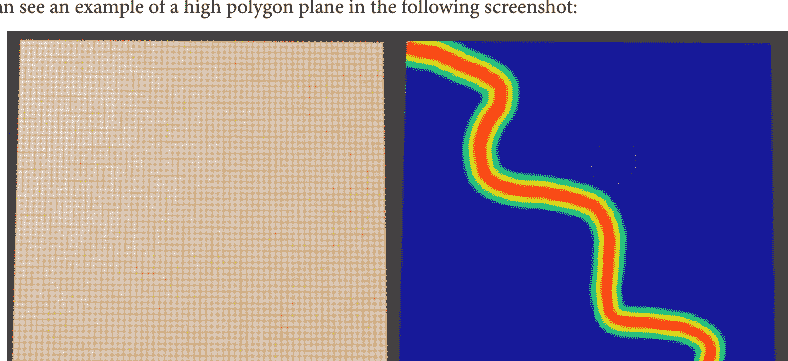 an see an example of a high polygon plane in the following screenshot: